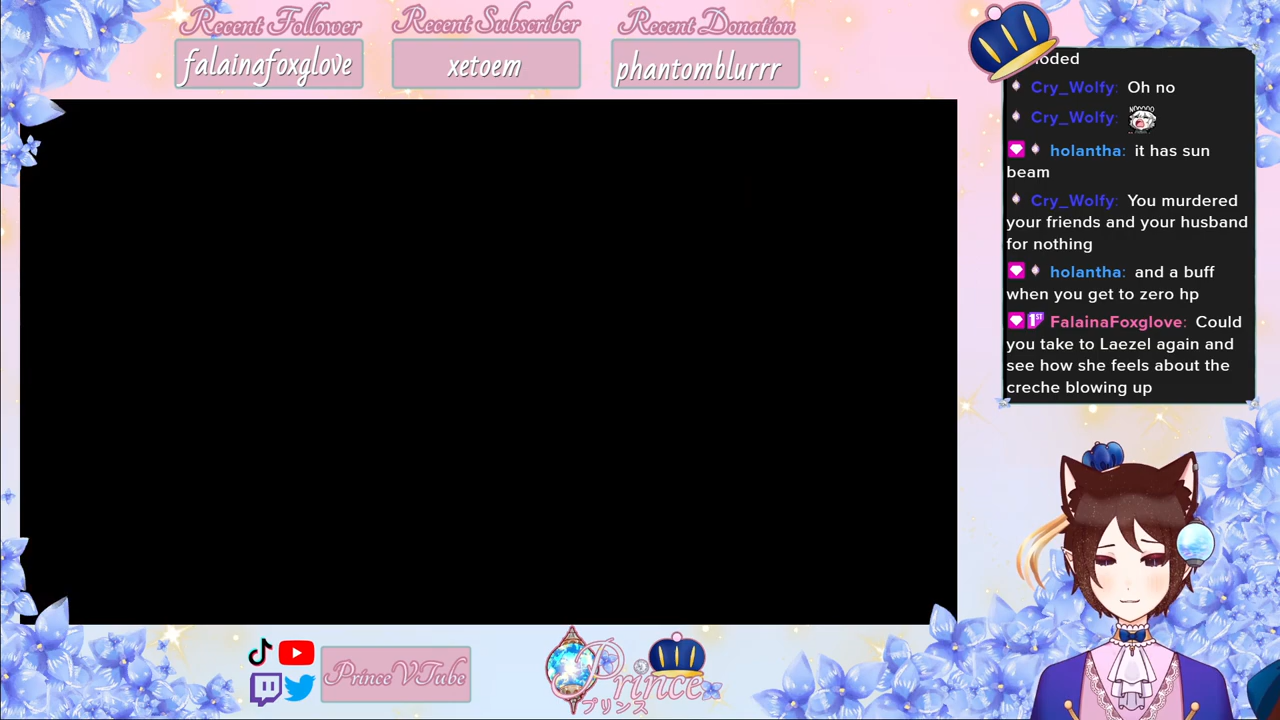 Recent Follower
Recent Subscriber
Recent Donation
falainafoxglove
xetoem
phantomblurrr
oded
Cry_Wolfy: Oh no
Cry_Wolfy:
holantha: it has sun
beam
Cry_Wolfy: You murdered
your friends and your husband
for nothing
holantha: and a buff
when you get to zero hp
1ST FalainaFoxglove: Could
you take to Laezel again and
see how she feels about the
creche blowing up
Prince VTube
Prince
プリンス